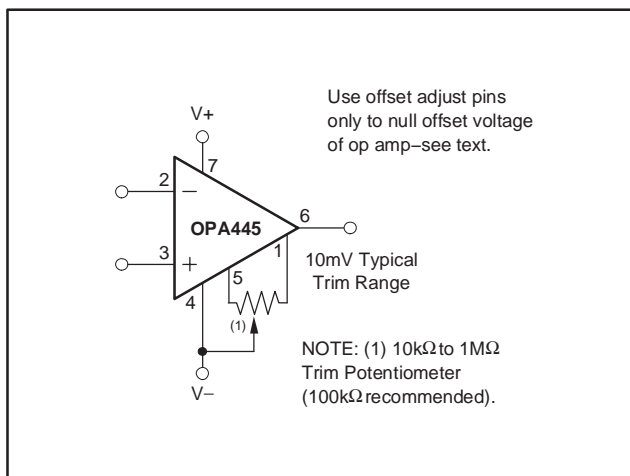 Use offset adjust pins
only to null offset voltage
of op amp–see text.
V+
7
2
–
OPA445
6
3
+
1
5
4
10mV Typical
Trim Range
(1)
V–
NOTE: (1) 10kΩ to 1MΩ
Trim Potentiometer
(100kΩ recommended).